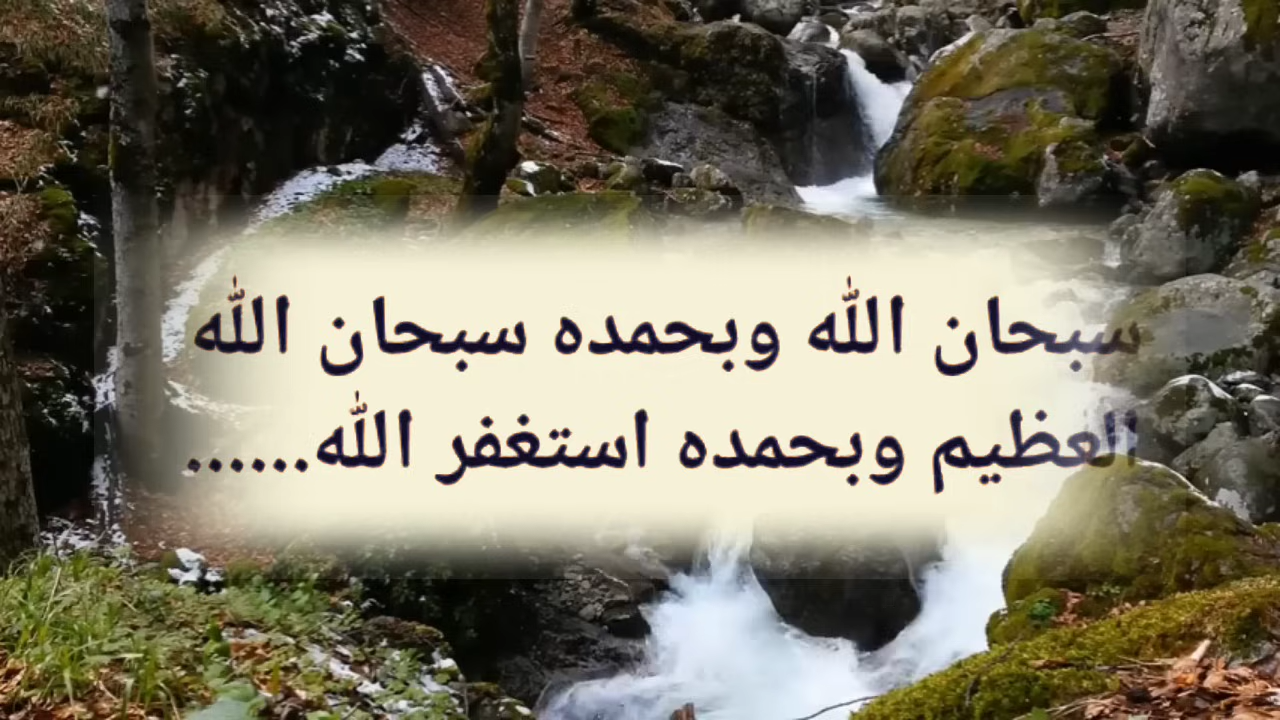 سبحان الله وبحمده سبحان الله
العظيم وبحمده استغفر الله......